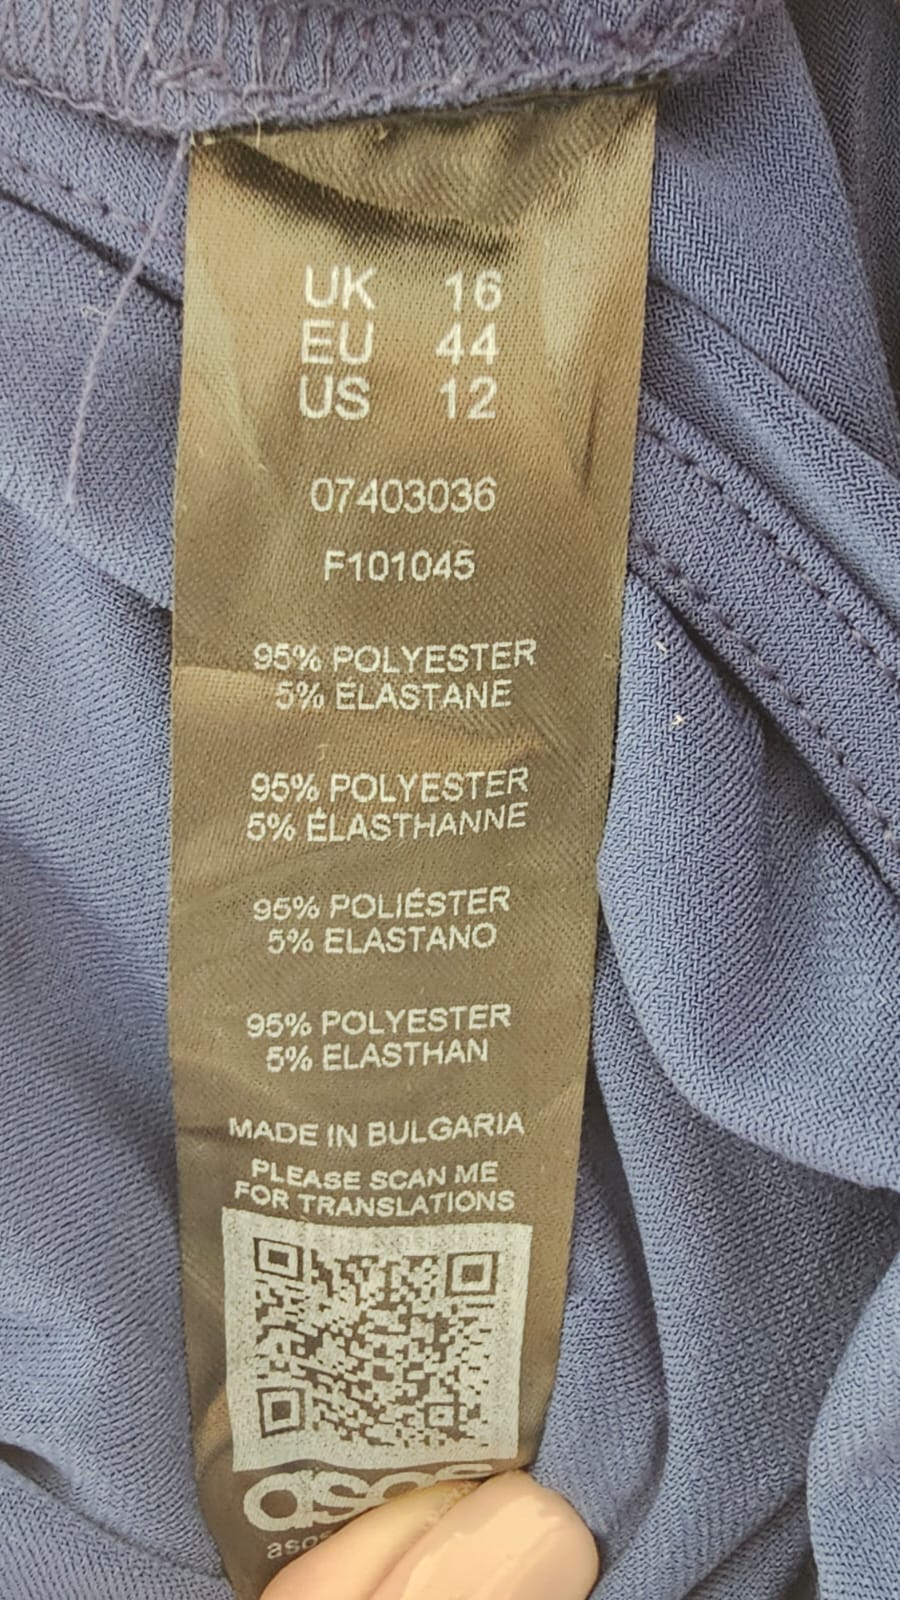 UK 16
EU 44
US 12
07403036
F101045
95% POLYESTER
5% ELASTANE
95% POLYESTER
5% ÉLASTHANNE
95% POLIÉSTER
5% ELASTANO
95% POLYESTER
5% ELASTHAN
MADE IN BULGARIA
PLEASE SCAN ME
FOR TRANSLATIONS
asos